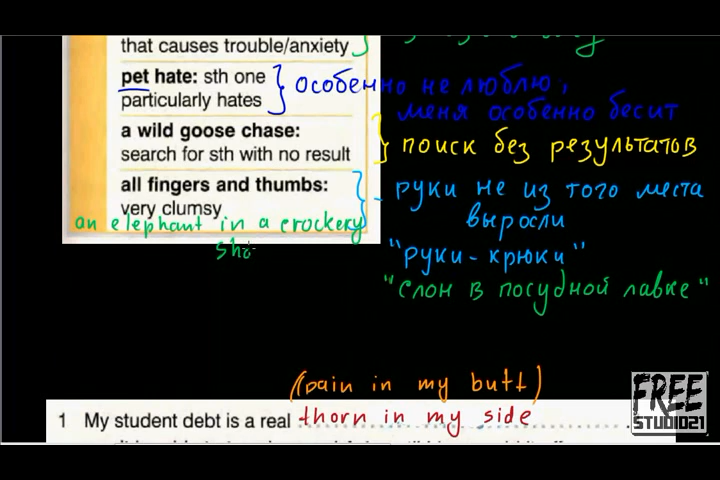 that causes trouble/anxiety
pet hate: sth one
particularly hates
особенно не люблю,
меня особенно бесит
a wild goose chase:
search for sth with no result
поиск без результатов
all fingers and thumbs:
very clumsy
руки не из того места
выросли
an elephant in a crockery
sho
"руки-крюки"
"слон в посудной лавке"
(pain in my butt)
1 My student debt is a real thorn in my side
FREE
STUDIO21